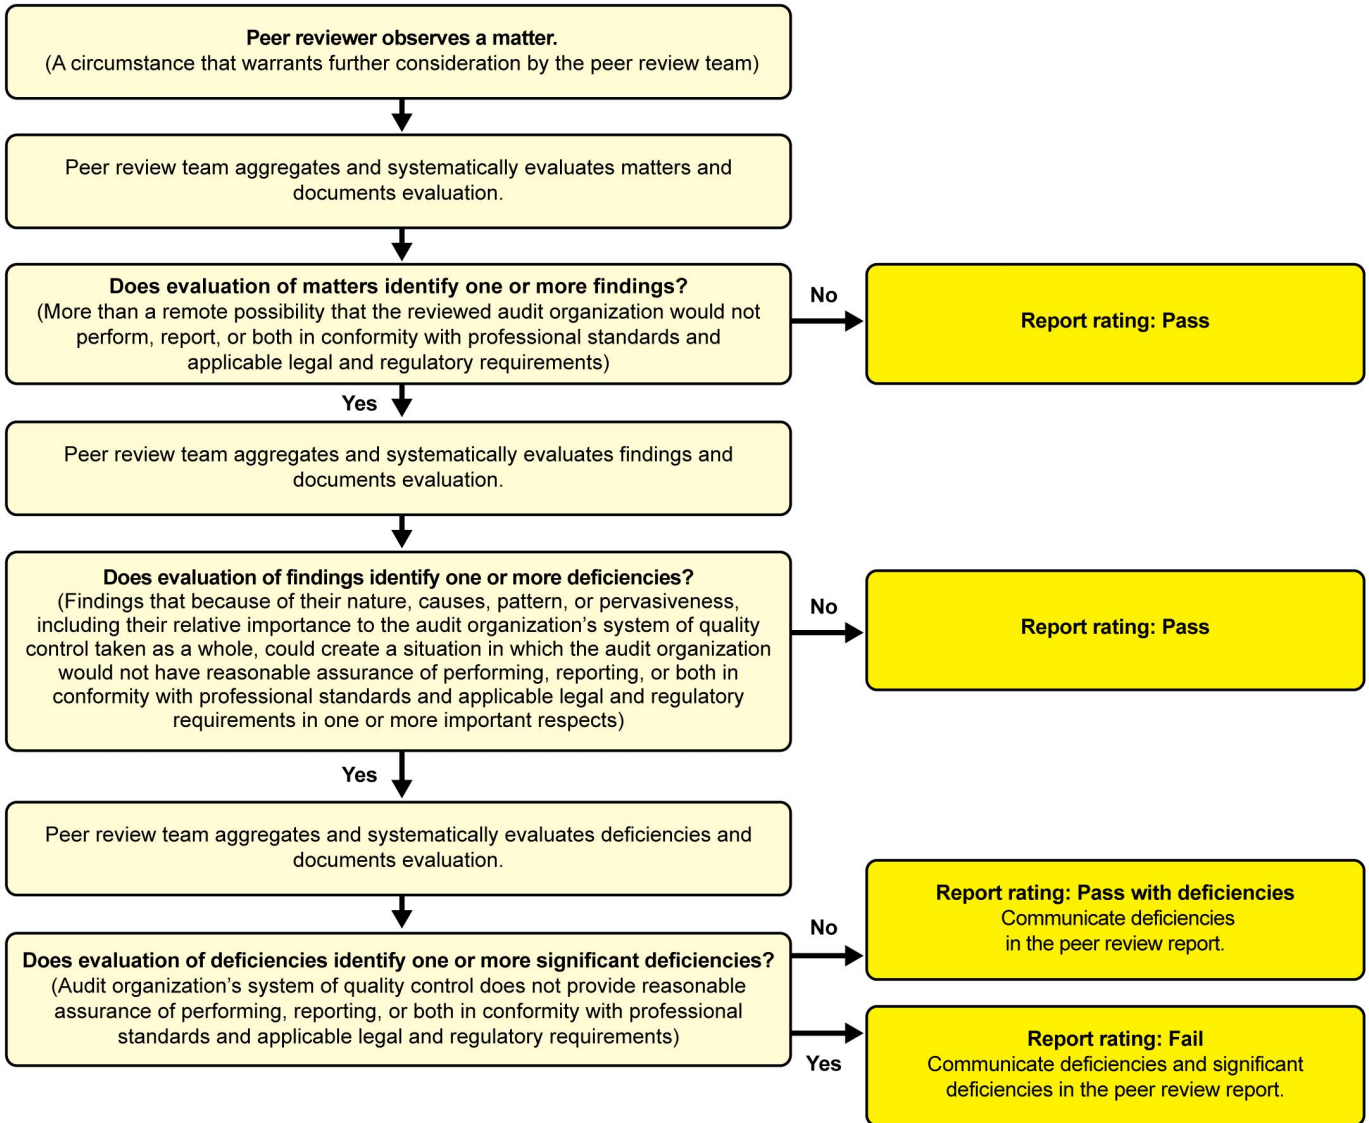 Peer reviewer observes a matter.
(A circumstance that warrants further consideration by the peer review team)
Peer review team aggregates and systematically evaluates matters and
documents evaluation.
Does evaluation of matters identify one or more findings?
(More than a remote possibility that the reviewed audit organization would not
perform, report, or both in conformity with professional standards and
applicable legal and regulatory requirements)
No
Report rating: Pass
Yes
Peer review team aggregates and systematically evaluates findings and
documents evaluation.
Does evaluation of findings identify one or more deficiencies?
(Findings that because of their nature, causes, pattern, or pervasiveness,
including their relative importance to the audit organization’s system of quality
control taken as a whole, could create a situation in which the audit organization
would not have reasonable assurance of performing, reporting, or both in
conformity with professional standards and applicable legal and regulatory
requirements in one or more important respects)
No
Report rating: Pass
Yes
Peer review team aggregates and systematically evaluates deficiencies and
documents evaluation.
Does evaluation of deficiencies identify one or more significant deficiencies?
(Audit organization’s system of quality control does not provide reasonable
assurance of performing, reporting, or both in conformity with professional
standards and applicable legal and regulatory requirements)
No
Report rating: Pass with deficiencies
Communicate deficiencies
in the peer review report.
Yes
Report rating: Fail
Communicate deficiencies and significant
deficiencies in the peer review report.